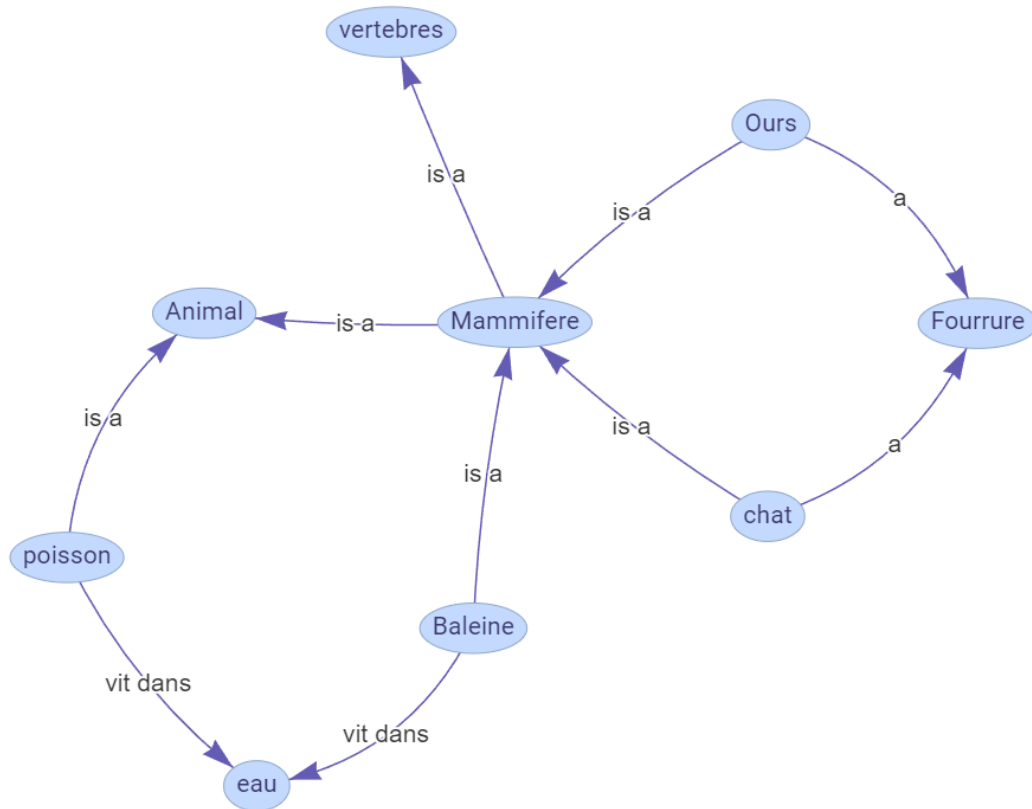 vertebres
Ours
is a
a
is a
Animal
is a
Mammifere
Fourrure
is a
is a
a
is a
chat
poisson
Baleine
vit dans
vit dans
eau